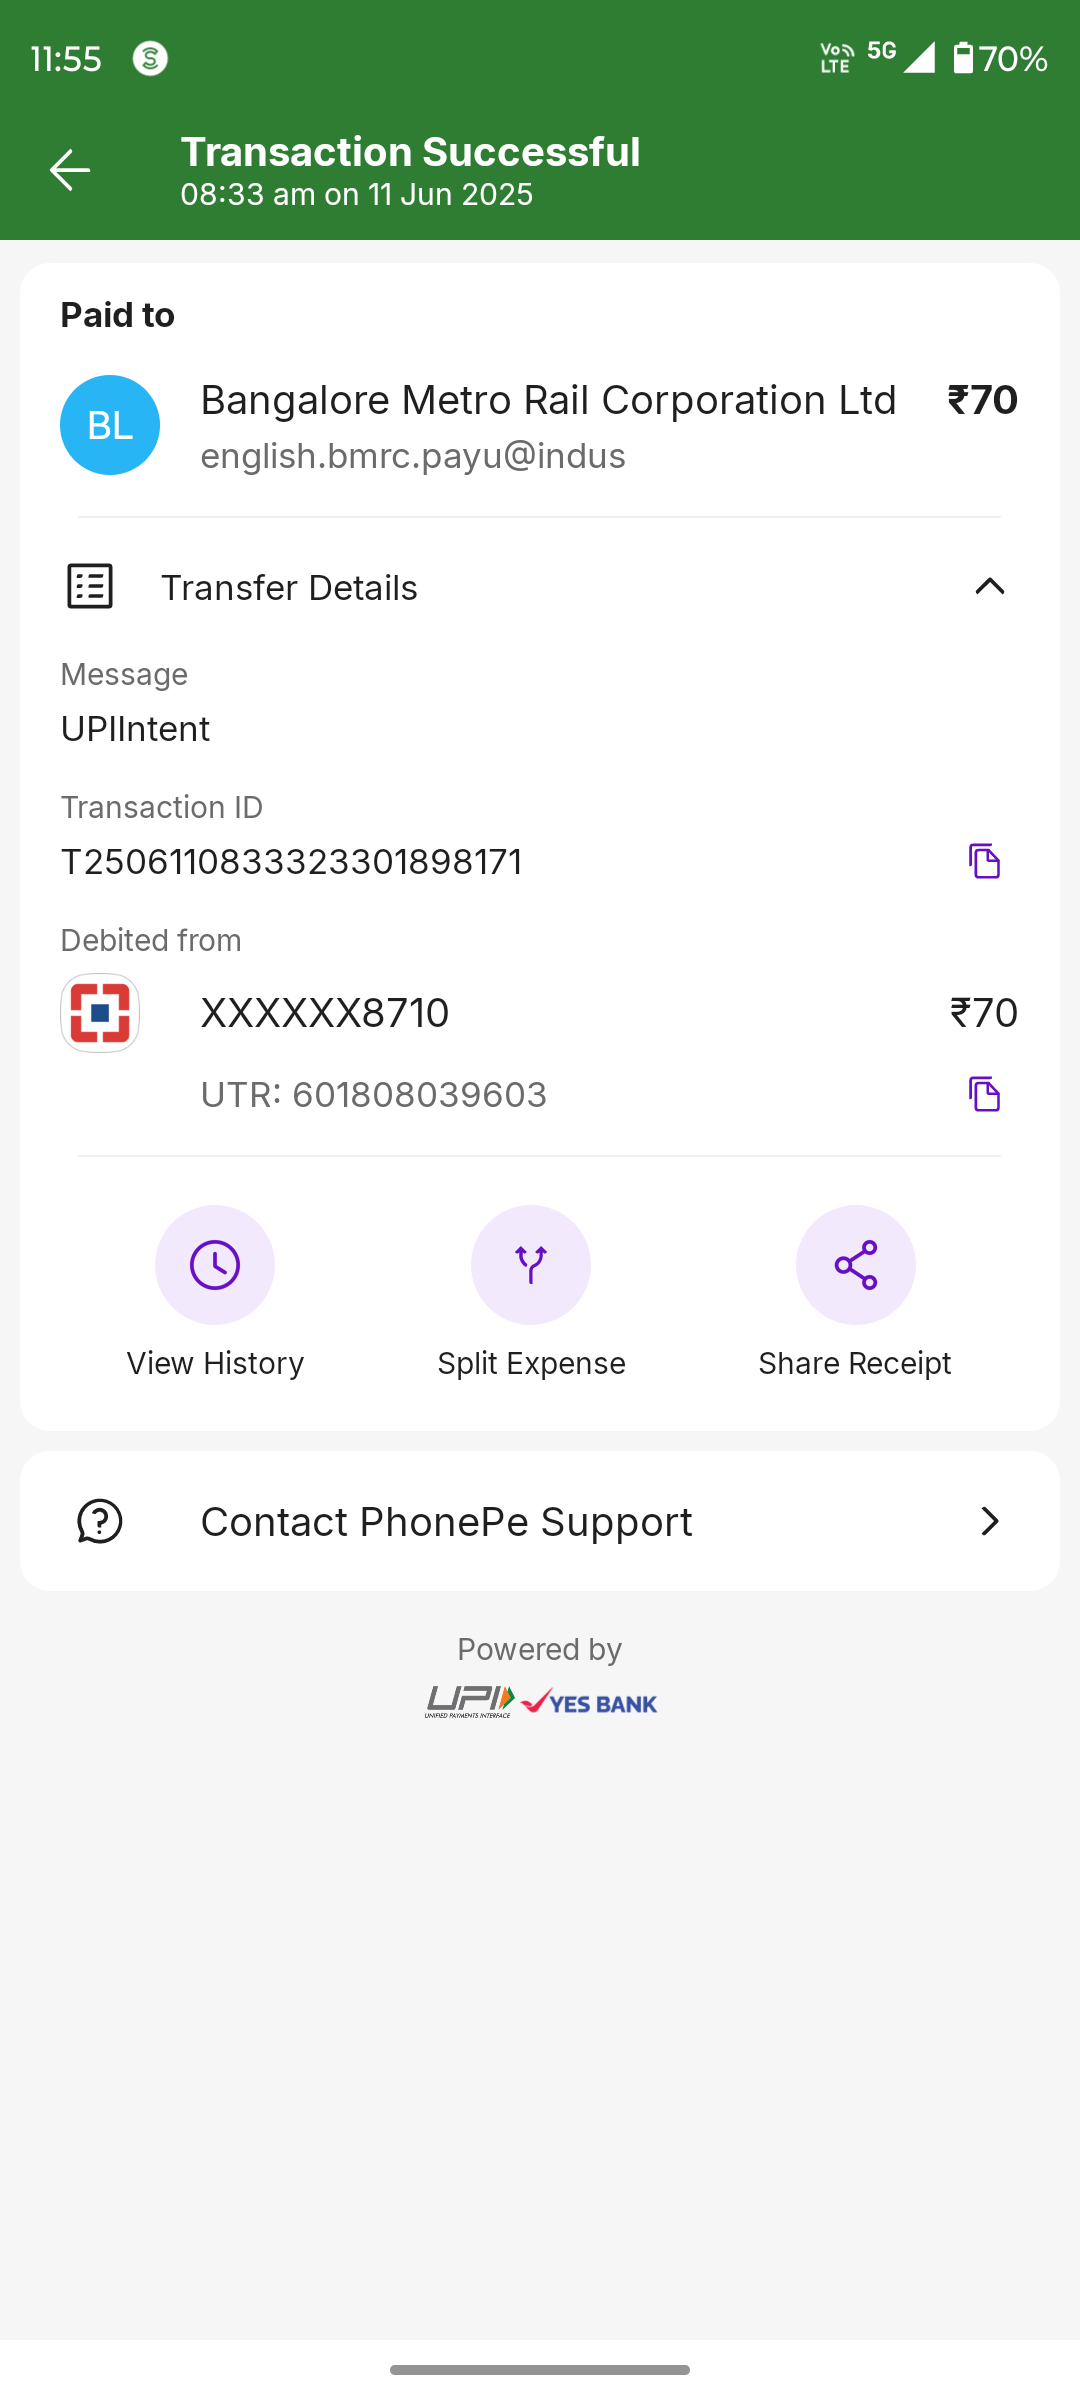 11:55
Vo LTE 5G 70%
Transaction Successful
08:33 am on 11 Jun 2025
Paid to
BL
Bangalore Metro Rail Corporation Ltd ₹70
english.bmrc.payu@indus
Transfer Details
Message
UPIIntent
Transaction ID
T2506110833323301898171
Debited from
XXXXXX8710 ₹70
UTR: 601808039603
View History Split Expense Share Receipt
Contact PhonePe Support
Powered by
UPI YES BANK
UNIFIED PAYMENTS INTERFACE